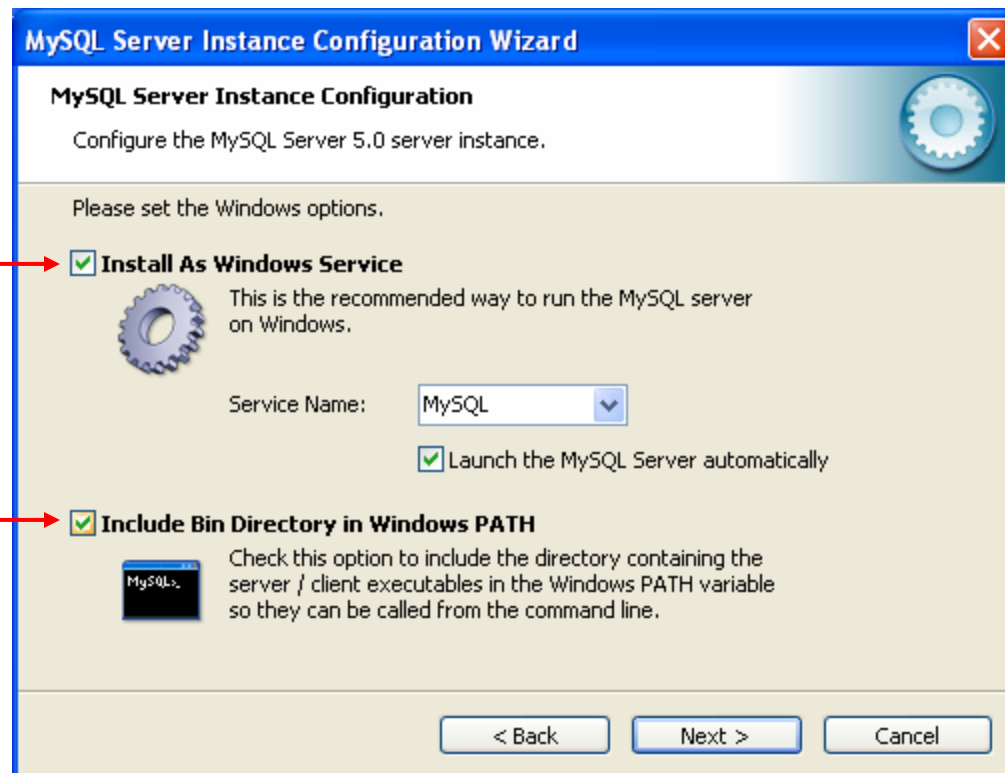 MySQL Server Instance Configuration Wizard
MySQL Server Instance Configuration
Configure the MySQL Server 5.0 server instance.
Please set the Windows options.
Install As Windows Service
This is the recommended way to run the MySQL server
on Windows.
Service Name: MySQL
Launch the MySQL Server automatically
Include Bin Directory in Windows PATH
MySQL>_
Check this option to include the directory containing the
server / client executables in the Windows PATH variable
so they can be called from the command line.
< Back Next > Cancel